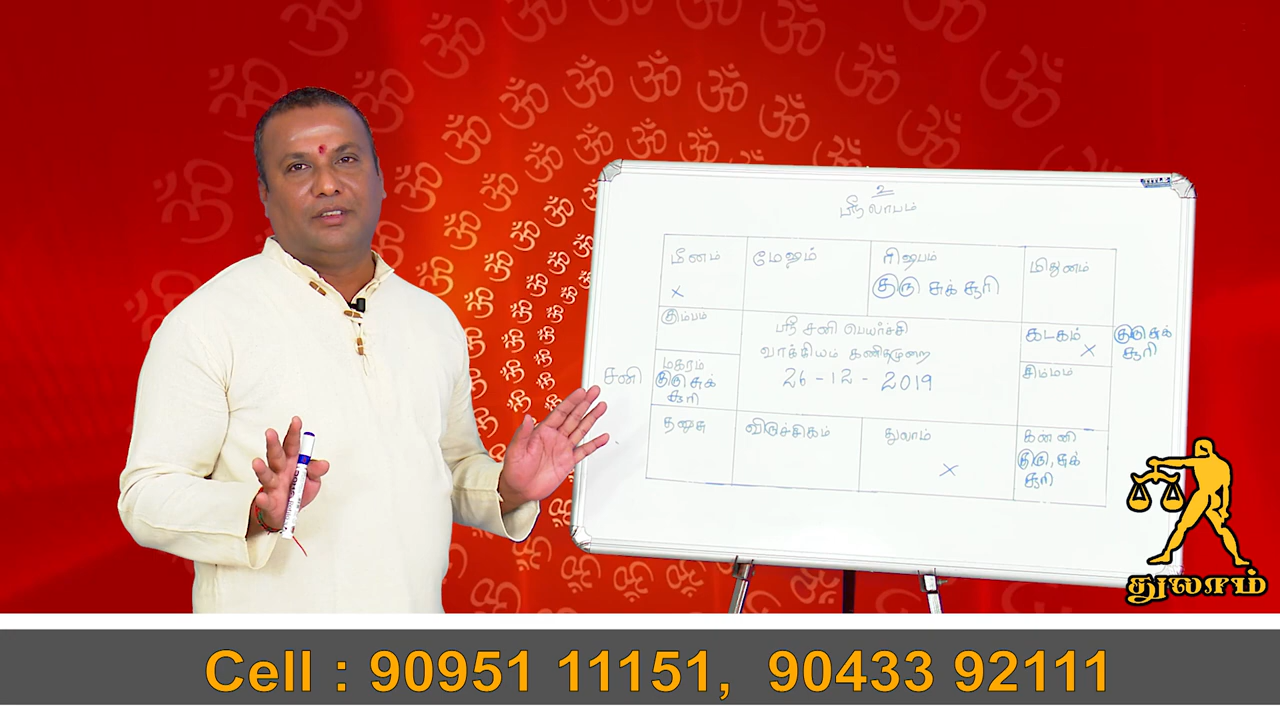 உ
ஸ்ரீ லாபம்
மீனம்
மேஷம்
ரிஷபம்
மிதுனம்
x
குரு சுக் சூரி
கும்பம்
ஸ்ரீ சனி பெயர்ச்சி
வாக்கியம் கணிதமுறை
26-12-2019
கடகம்
x
குரு சுக்
சூரி
சனி
மகரம்
குரு சுக்
சூரி
சிம்மம்
தனுசு
விருச்சிகம்
துலாம்
x
கன்னி
குரு, சுக்
சூரி
துலாம்
Cell : 90951 11151, 90433 92111